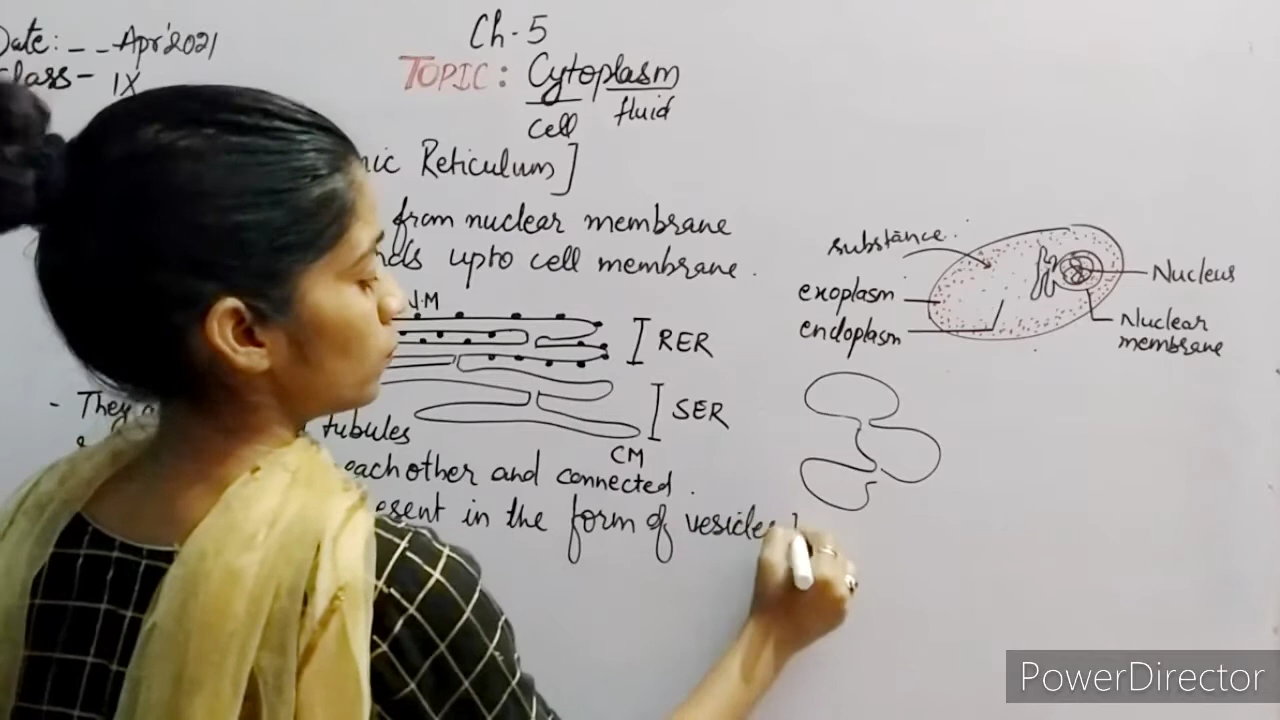 Date: _ _ Apr'2021
Class - IX
Ch - 5
TOPIC: Cytoplasm
cell fluid
Reticulum]
from nuclear membrane
upto cell membrane.
N.M
RER
SER
CM
- They
tubules
each other and connected.
in the form of vesicles
substance..
exoplasm
endoplasm
Nucleus
Nuclear
membrane
PowerDirector